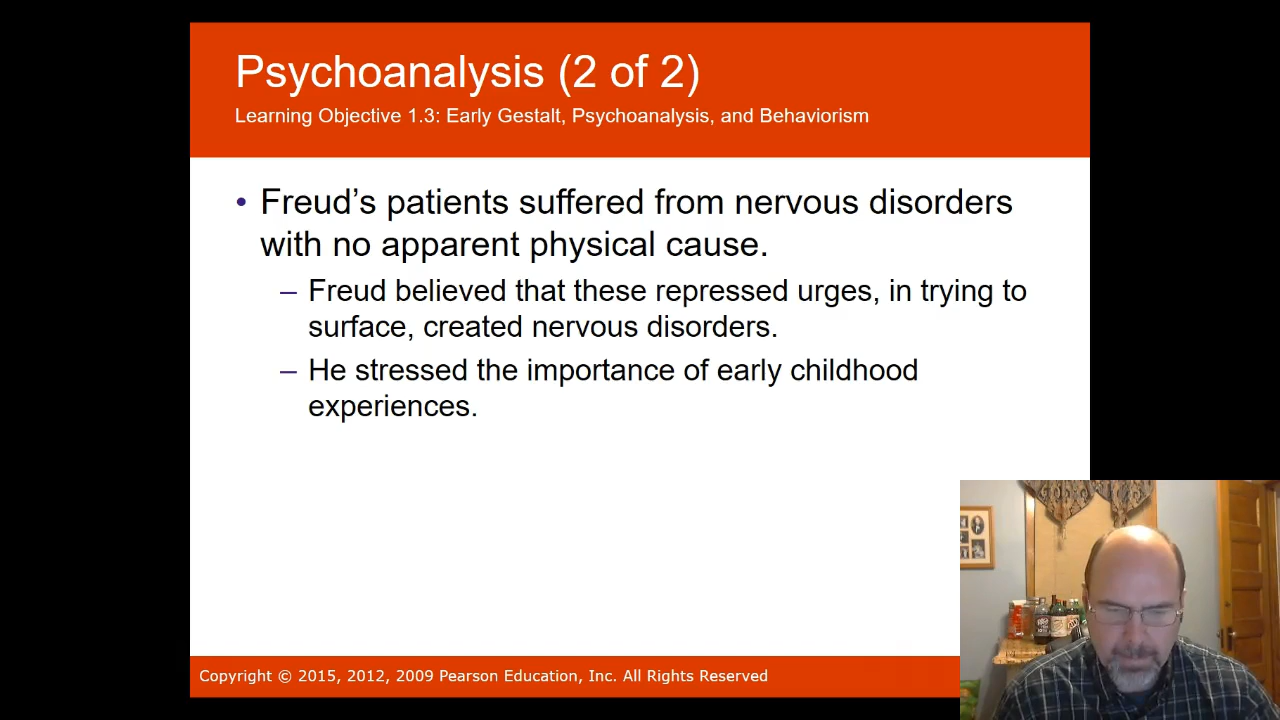 Psychoanalysis (2 of 2)
Learning Objective 1.3: Early Gestalt, Psychoanalysis, and Behaviorism
• Freud’s patients suffered from nervous disorders
with no apparent physical cause.
– Freud believed that these repressed urges, in trying to
surface, created nervous disorders.
– He stressed the importance of early childhood
experiences.
Copyright © 2015, 2012, 2009 Pearson Education, Inc. All Rights Reserved